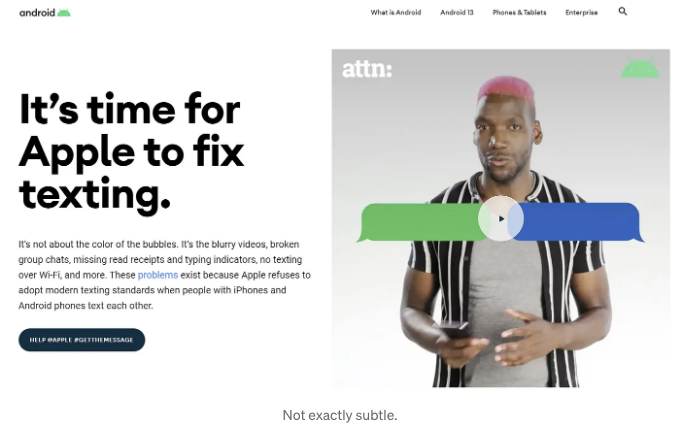 android
What is Android
Android 13
Phones & Tablets
Enterprise
attn:
It's time for
Apple to fix
texting.
It's not about the color of the bubbles. It's the blurry videos, broken
group chats, missing read receipts and typing indicators, no texting
over Wi-Fi, and more. These problems exist because Apple refuses to
adopt modern texting standards when people with iPhones and
Android phones text each other.
HELP @APPLE #GETTHEMESSAGE
Not exactly subtle.